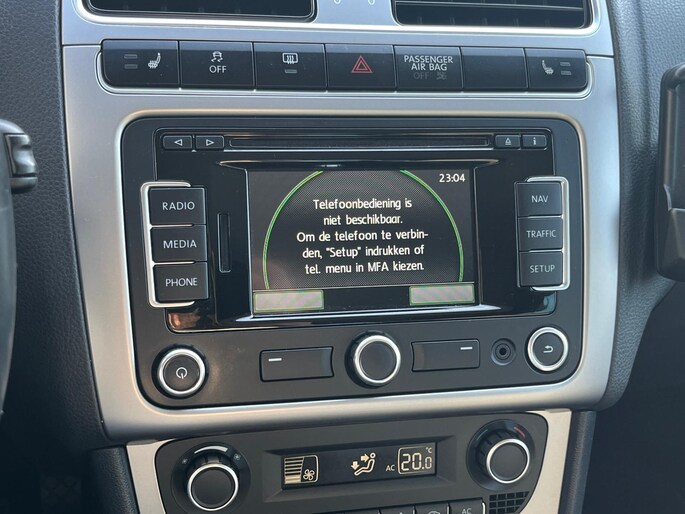 OFF
PASSENGER
AIR BAG
OFF
i
23:04
RADIO
MEDIA
PHONE
Telefoonbediening is
niet beschikbaar.
Om de telefoon te verbin-
den, "Setup" indrukken of
tel. menu in MFA kiezen.
NAV
TRAFFIC
SETUP
AC
20.0
°C
AC